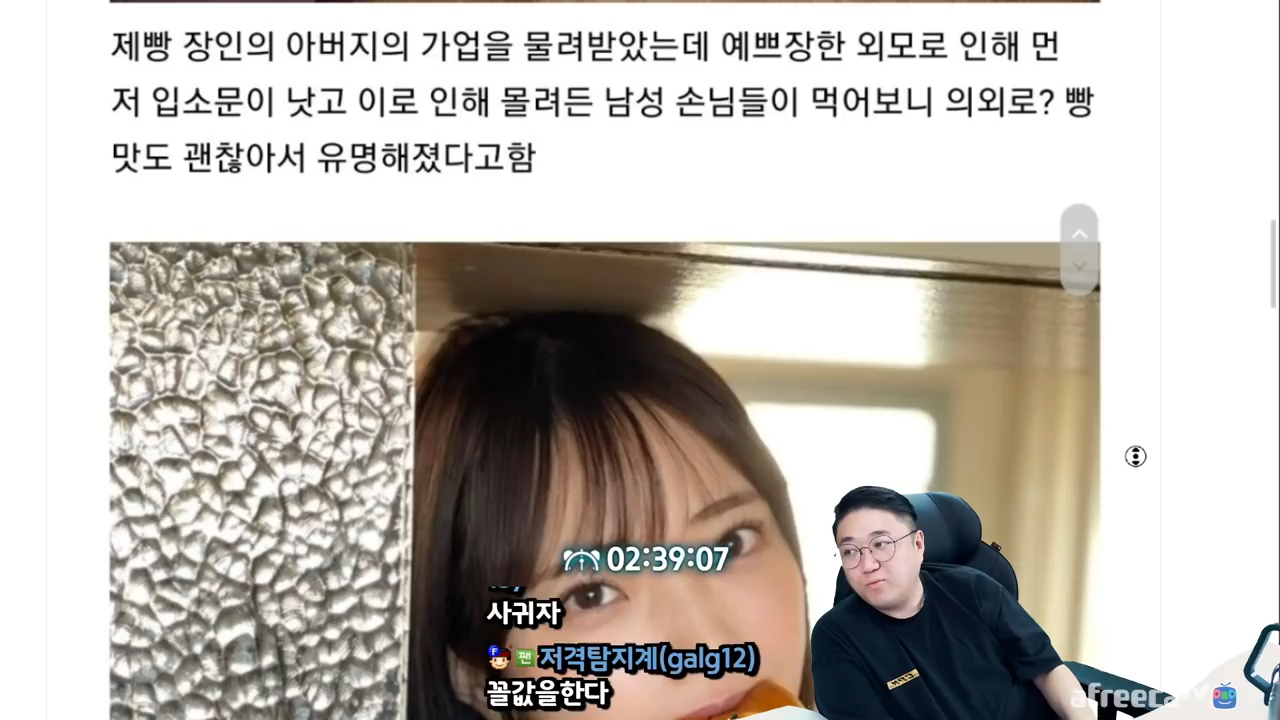 제빵 장인의 아버지의 가업을 물려받았는데 예쁘장한 외모로 인해 먼
저 입소문이 낫고 이로 인해 몰려든 남성 손님들이 먹어보니 의외로? 빵
맛도 괜찮아서 유명해졌다고함
02:39:07
사귀자
F 팬 저격탐지계(galg12)
꼴값을한다
afreeca